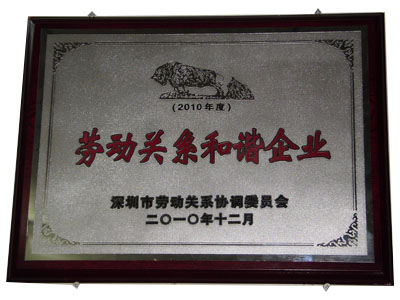 (2010年度)
劳动关系和谐企业
深圳市劳动关系协调委员会
二〇一〇年十二月